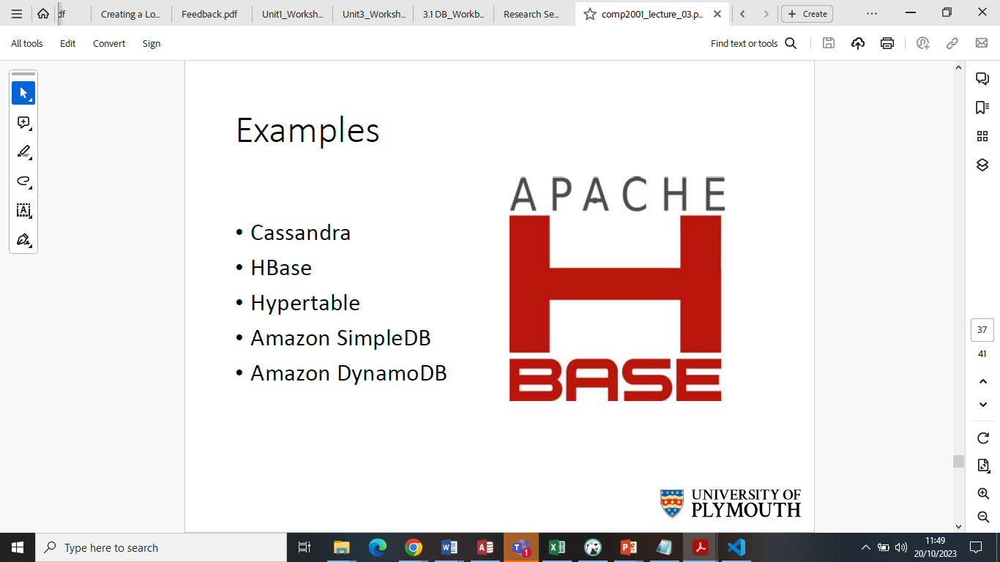 df
Creating a Lo...
Feedback.pdf
Unit1_Worksh...
Unit3_Worksh...
3.1 DB_Workb...
Research Se...
comp2001_lecture_03.p...
Create
All tools
Edit
Convert
Sign
Find text or tools
Examples
• Cassandra
• HBase
• Hypertable
• Amazon SimpleDB
• Amazon DynamoDB
APACHE
H
BASE
UNIVERSITY OF
PLYMOUTH
37
41
Type here to search
1
11:49
20/10/2023